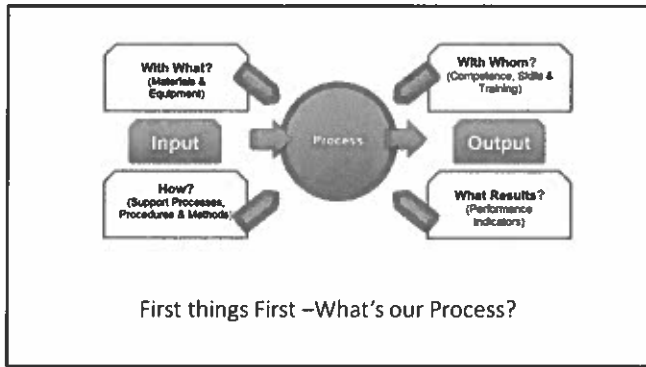 With What?
(Materials &
Equipment)
With Whom?
(Competence, Skills &
Training)
Input
Process
Output
How?
(Support Processes,
Procedures & Methods)
What Results?
(Performance
Indicators)
First things First –What's our Process?